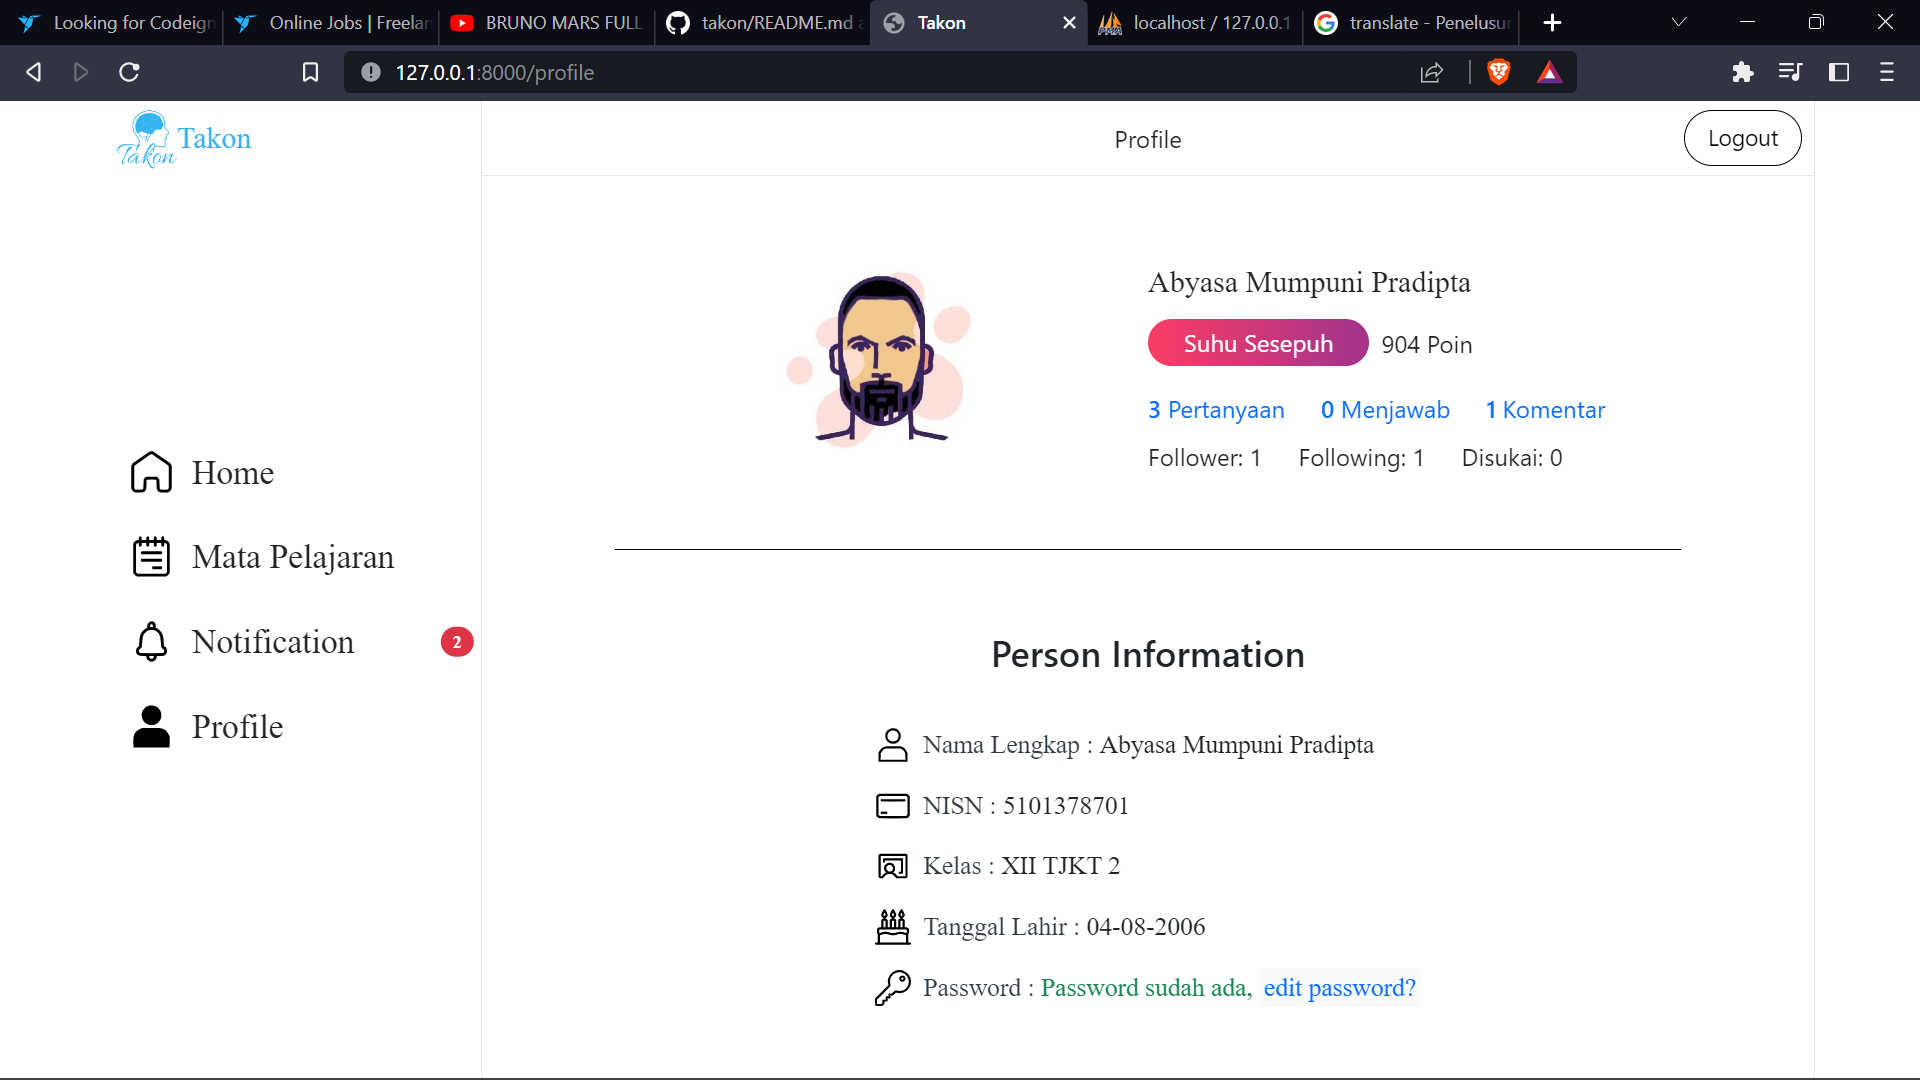 Looking for Codeign
Online Jobs | Freelan
BRUNO MARS FULL
takon/README.md
Takon
localhost / 127.0.0.1
translate - Penelusur
127.0.0.1:8000/profile
Takon
Takon
Profile
Logout
Abyasa Mumpuni Pradipta
Suhu Sesepuh 904 Poin
3 Pertanyaan 0 Menjawab 1 Komentar
Follower: 1 Following: 1 Disukai: 0
Home
Mata Pelajaran
Notification 2
Profile
Person Information
Nama Lengkap : Abyasa Mumpuni Pradipta
NISN : 5101378701
Kelas : XII TJKT 2
Tanggal Lahir : 04-08-2006
Password : Password sudah ada, edit password?